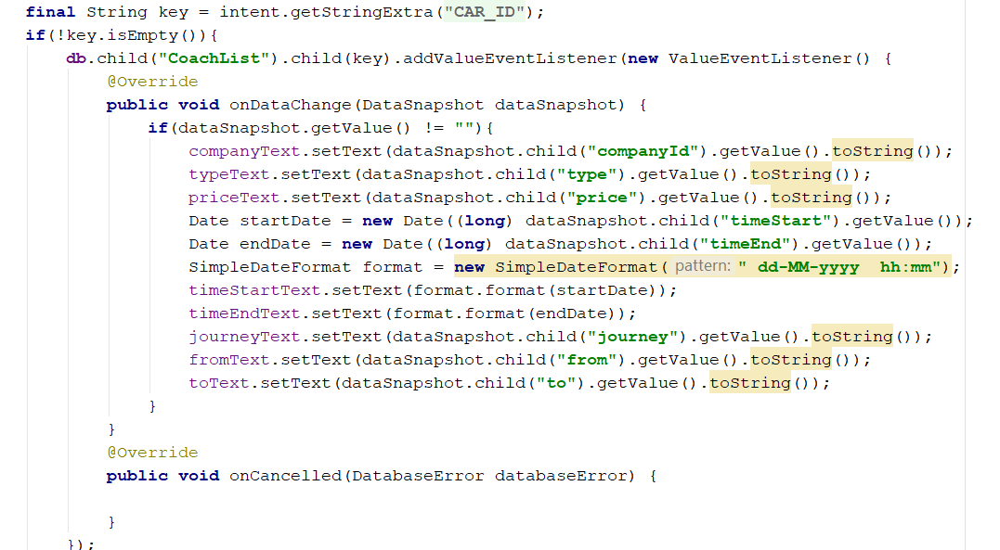 final String key = intent.getStringExtra("CAR_ID");
if(!key.isEmpty()){
    db.child("CoachList").child(key).addValueEventListener(new ValueEventListener() {
        @Override
        public void onDataChange(DataSnapshot dataSnapshot) {
            if(dataSnapshot.getValue() != ""){
                companyText.setText(dataSnapshot.child("companyId").getValue().toString());
                typeText.setText(dataSnapshot.child("type").getValue().toString());
                priceText.setText(dataSnapshot.child("price").getValue().toString());
                Date startDate = new Date((long) dataSnapshot.child("timeStart").getValue());
                Date endDate = new Date((long) dataSnapshot.child("timeEnd").getValue());
                SimpleDateFormat format = new SimpleDateFormat( pattern: " dd-MM-yyyy  hh:mm");
                timeStartText.setText(format.format(startDate));
                timeEndText.setText(format.format(endDate));
                journeyText.setText(dataSnapshot.child("journey").getValue().toString());
                fromText.setText(dataSnapshot.child("from").getValue().toString());
                toText.setText(dataSnapshot.child("to").getValue().toString());
            }
        }
        @Override
        public void onCancelled(DatabaseError databaseError) {

        }
    });